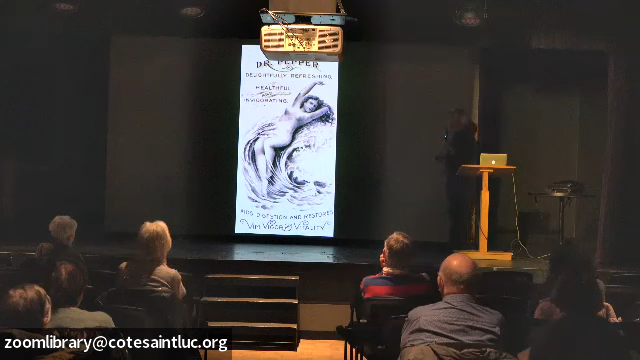 DR. PEPPER
DELIGHTFULLY REFRESHING.
HEALTHFUL
INVIGORATING.
AIDS DIGESTION AND RESTORES
VIM VIGOR & VITALITY
zoomlibrary@cotesaintluc.org